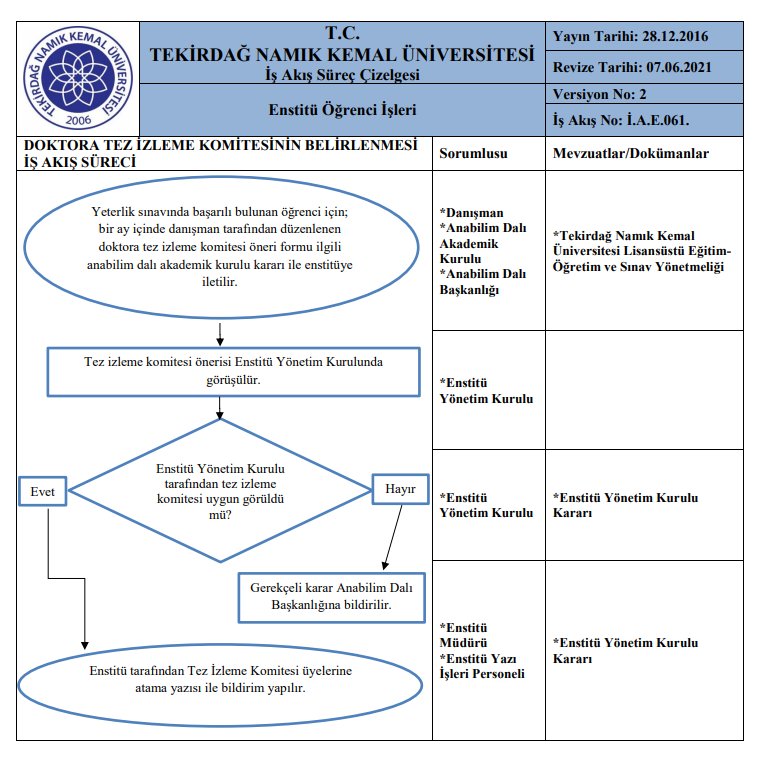 TEKİRDAĞ NAMIK KEMAL ÜNİVERSİTESİ
2006
T.C.
TEKİRDAĞ NAMIK KEMAL ÜNİVERSİTESİ
İş Akış Süreç Çizelgesi
Enstitü Öğrenci İşleri
Yayın Tarihi: 28.12.2016
Revize Tarihi: 07.06.2021
Versiyon No: 2
İş Akış No: İ.A.E.061.
DOKTORA TEZ İZLEME KOMİTESİNİN BELİRLENMESİ
İŞ AKIŞ SÜRECİ
Sorumlusu
Mevzuatlar/Dokümanlar
Yeterlik sınavında başarılı bulunan öğrenci için;
bir ay içinde danışman tarafından düzenlenen
doktora tez izleme komitesi öneri formu ilgili
anabilim dalı akademik kurulu kararı ile enstitüye
iletilir.
*Danışman
*Anabilim Dalı
Akademik
Kurulu
*Anabilim Dalı
Başkanlığı
*Tekirdağ Namık Kemal
Üniversitesi Lisansüstü Eğitim-
Öğretim ve Sınav Yönetmeliği
Tez izleme komitesi önerisi Enstitü Yönetim Kurulunda
görüşülür.
*Enstitü
Yönetim Kurulu
Enstitü Yönetim Kurulu
tarafından tez izleme
komitesi uygun görüldü
mü?
Evet
Hayır
*Enstitü
Yönetim Kurulu
*Enstitü Yönetim Kurulu
Kararı
Gerekçeli karar Anabilim Dalı
Başkanlığına bildirilir.
Enstitü tarafından Tez İzleme Komitesi üyelerine
atama yazısı ile bildirim yapılır.
*Enstitü
Müdürü
*Enstitü Yazı
İşleri Personeli
*Enstitü Yönetim Kurulu
Kararı